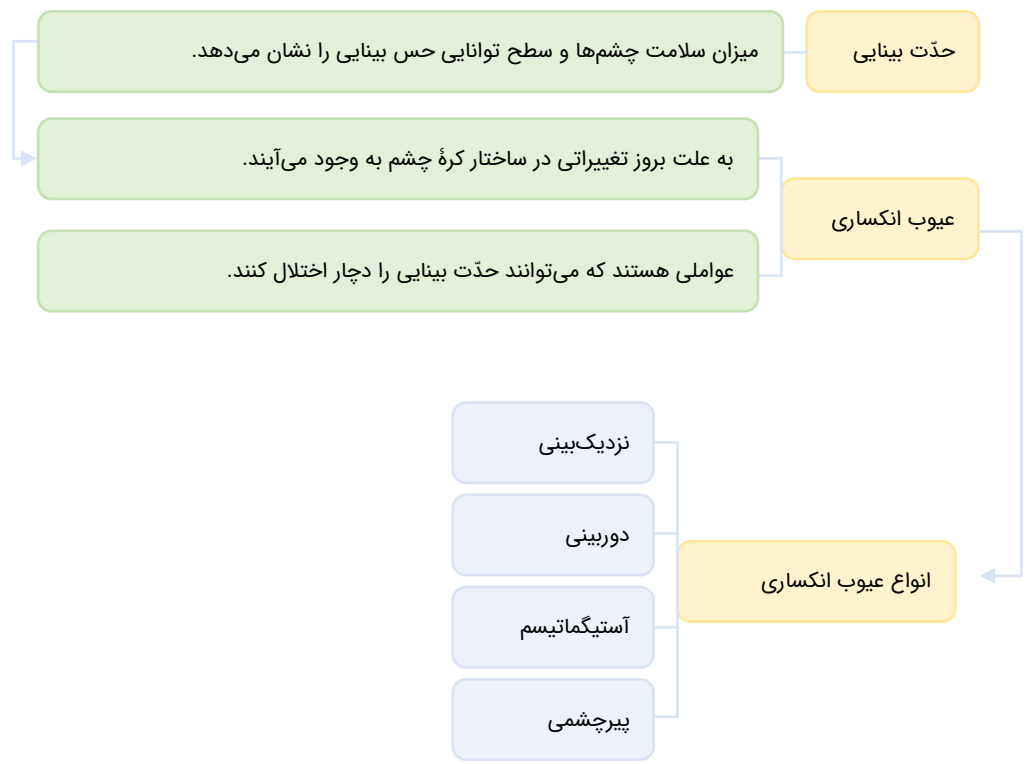 حدّت بینایی
میزان سلامت چشم‌ها و سطح توانایی حس بینایی را نشان می‌دهد.
به علت بروز تغییراتی در ساختار کرهٔ چشم به وجود می‌آیند.
عیوب انکساری
عواملی هستند که می‌توانند حدّت بینایی را دچار اختلال کنند.
نزدیک‌بینی
دوربینی
انواع عیوب انکساری
آستیگماتیسم
پیرچشمی